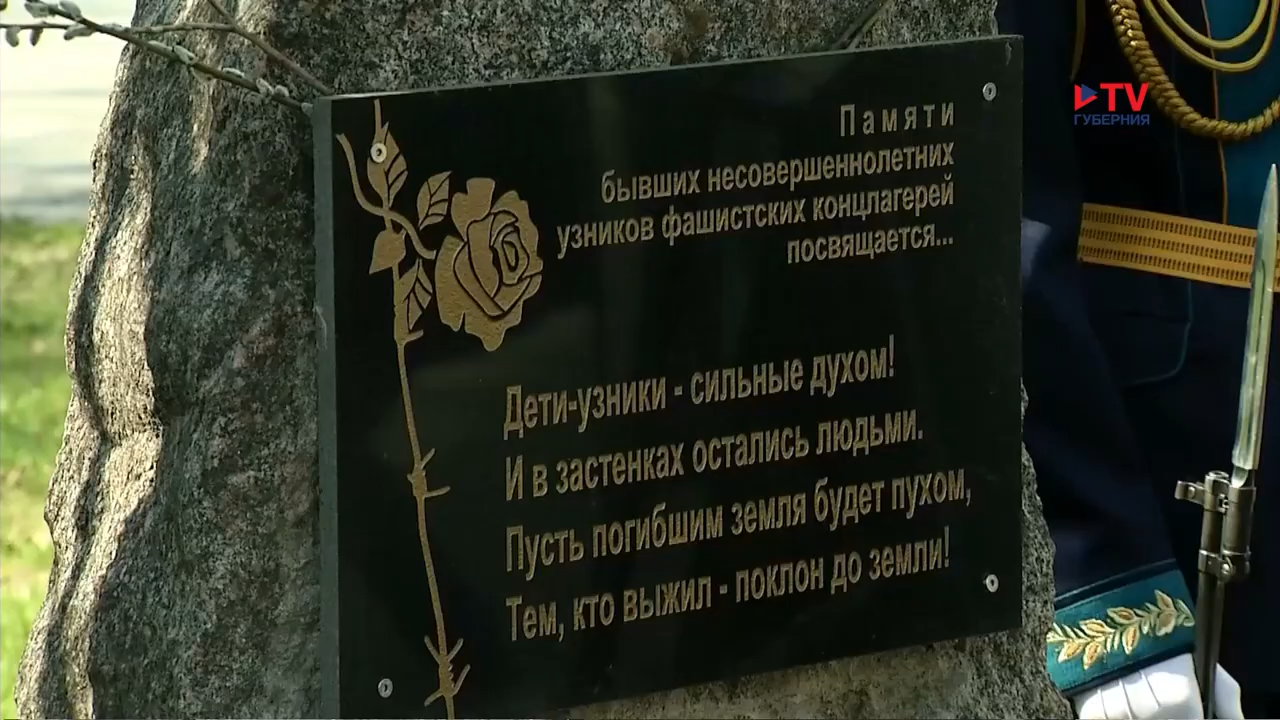 TV
ГУБЕРНИЯ
Памяти
бывших несовершеннолетних
узников фашистских концлагерей
посвящается...
Дети-узники - сильные духом!
И в застенках остались людьми.
Пусть погибшим земля будет пухом,
Тем, кто выжил - поклон до земли!